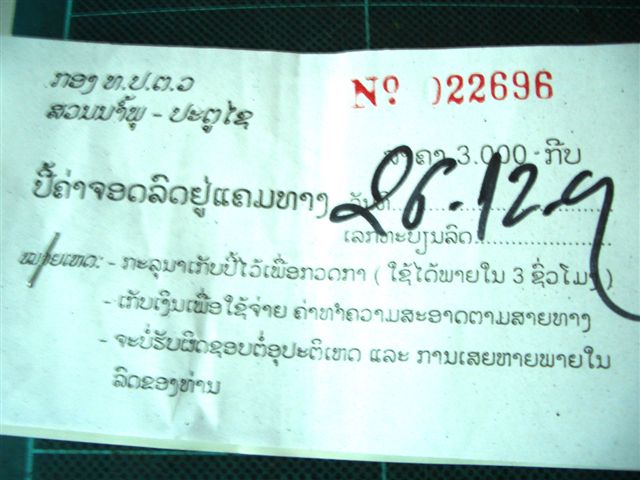 ກອງ ທ.ປ.ຕ.ວ
ສວນນ້ຳພຸ - ປະຕູໄຊ
Nº 022696
ລາຄາ 3.000 ກີບ
ປີ້ຄ່າຈອດລົດຢູ່ແຄມທາງ
ວັນທີ 26-12-9
ເລກທະບຽນລົດ
ໝາຍເຫດ: - ກະລຸນາເກັບປີ້ໄວ້ເພື່ອກວດກາ ( ໃຊ້ໄດ້ພາຍໃນ 3 ຊົ່ວໂມງ )
- ເກັບເງິນເພື່ອໃຊ້ຈ່າຍ ຄ່າທຳຄວາມສະອາດຕາມສາຍທາງ
- ຈະບໍ່ຮັບຜິດຊອບຕໍ່ອຸປະຕິເຫດ ແລະ ການເສຍຫາຍພາຍໃນ
ລົດຂອງທ່ານ